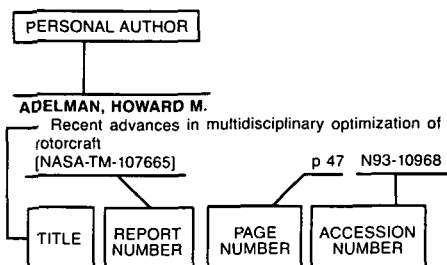 PERSONAL AUTHOR
ADELMAN, HOWARD M.
Recent advances in multidisciplinary optimization of
rotorcraft
[NASA-TM-107665] p 47 N93-10968
TITLE
REPORT
NUMBER
PAGE
NUMBER
ACCESSION
NUMBER